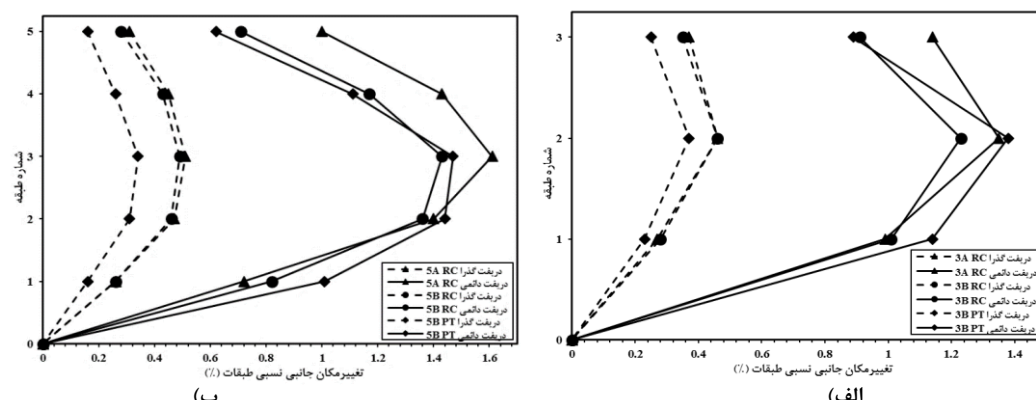 5
4
3
2
1
0
شماره طبقه
0
0.2
0.4
0.6
0.8
1
1.2
1.4
1.6
تغییرمکان جانبی نسبی طبقات (٪)
دریفت گذرا 5A RC
دریفت دائمی 5A RC
دریفت گذرا 5B RC
دریفت دائمی 5B RC
دریفت گذرا 5B PT
دریفت دائمی 5B PT
ب)
3
2
1
0
شماره طبقه
0
0.2
0.4
0.6
0.8
1
1.2
1.4
تغییرمکان جانبی نسبی طبقات (٪)
دریفت گذرا 3A RC
دریفت دائمی 3A RC
دریفت گذرا 3B RC
دریفت دائمی 3B RC
دریفت گذرا 3B PT
دریفت دائمی 3B PT
الف)